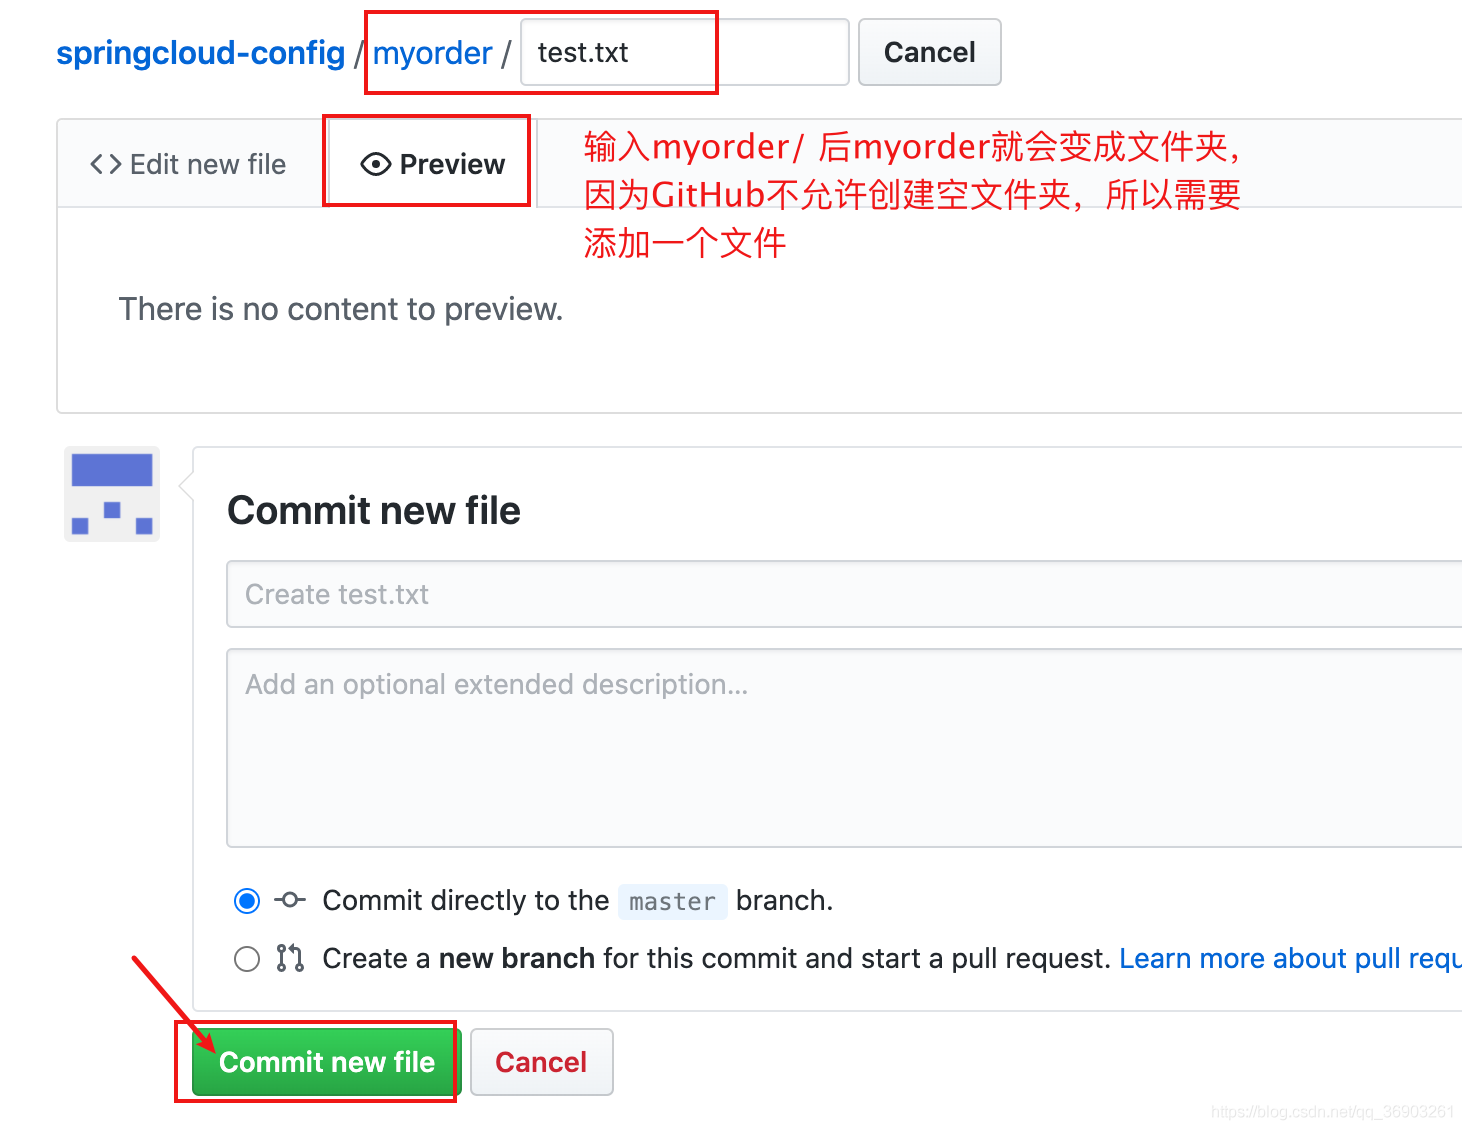 springcloud-config / myorder / test.txt Cancel
<> Edit new file Preview
输入myorder/ 后myorder就会变成文件夹，
因为GitHub不允许创建空文件夹，所以需要
添加一个文件
There is no content to preview.
Commit new file
Create test.txt
Add an optional extended description...
Commit directly to the master branch.
Create a new branch for this commit and start a pull request. Learn more about pull requ
Commit new file Cancel
https://blog.csdn.net/qq_36903261